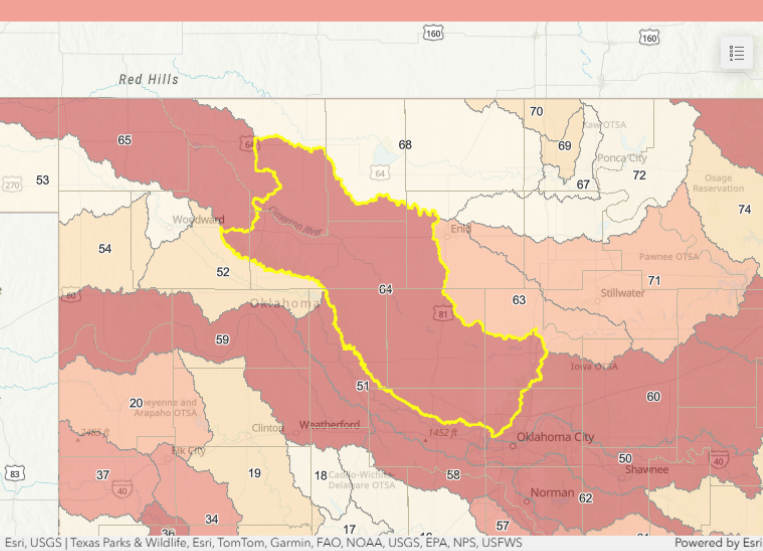 160
160
Red Hills
70
Kaw OTSA
65
64
68
69
Ponca City
64
53
270
67
72
Osage
Reservation
74
Woodward
Cimarron River
Enid
54
52
Pawnee OTSA
71
60
64
Stillwater
Oklahoma
63
81
59
Iowa OTSA
51
60
20
Cheyenne and
Arapaho OTSA
Clinton
Weatherford
1452 ft
Oklahoma City
2485 ft
Elk City
50
40
83
37
19
18
Caddo-Wichita-
Delaware OTSA
58
Shawnee
40
Norman
62
34
57
17
16
36
Esri, USGS | Texas Parks & Wildlife, Esri, TomTom, Garmin, FAO, NOAA, USGS, EPA, NPS, USFWS
Powered by Esri